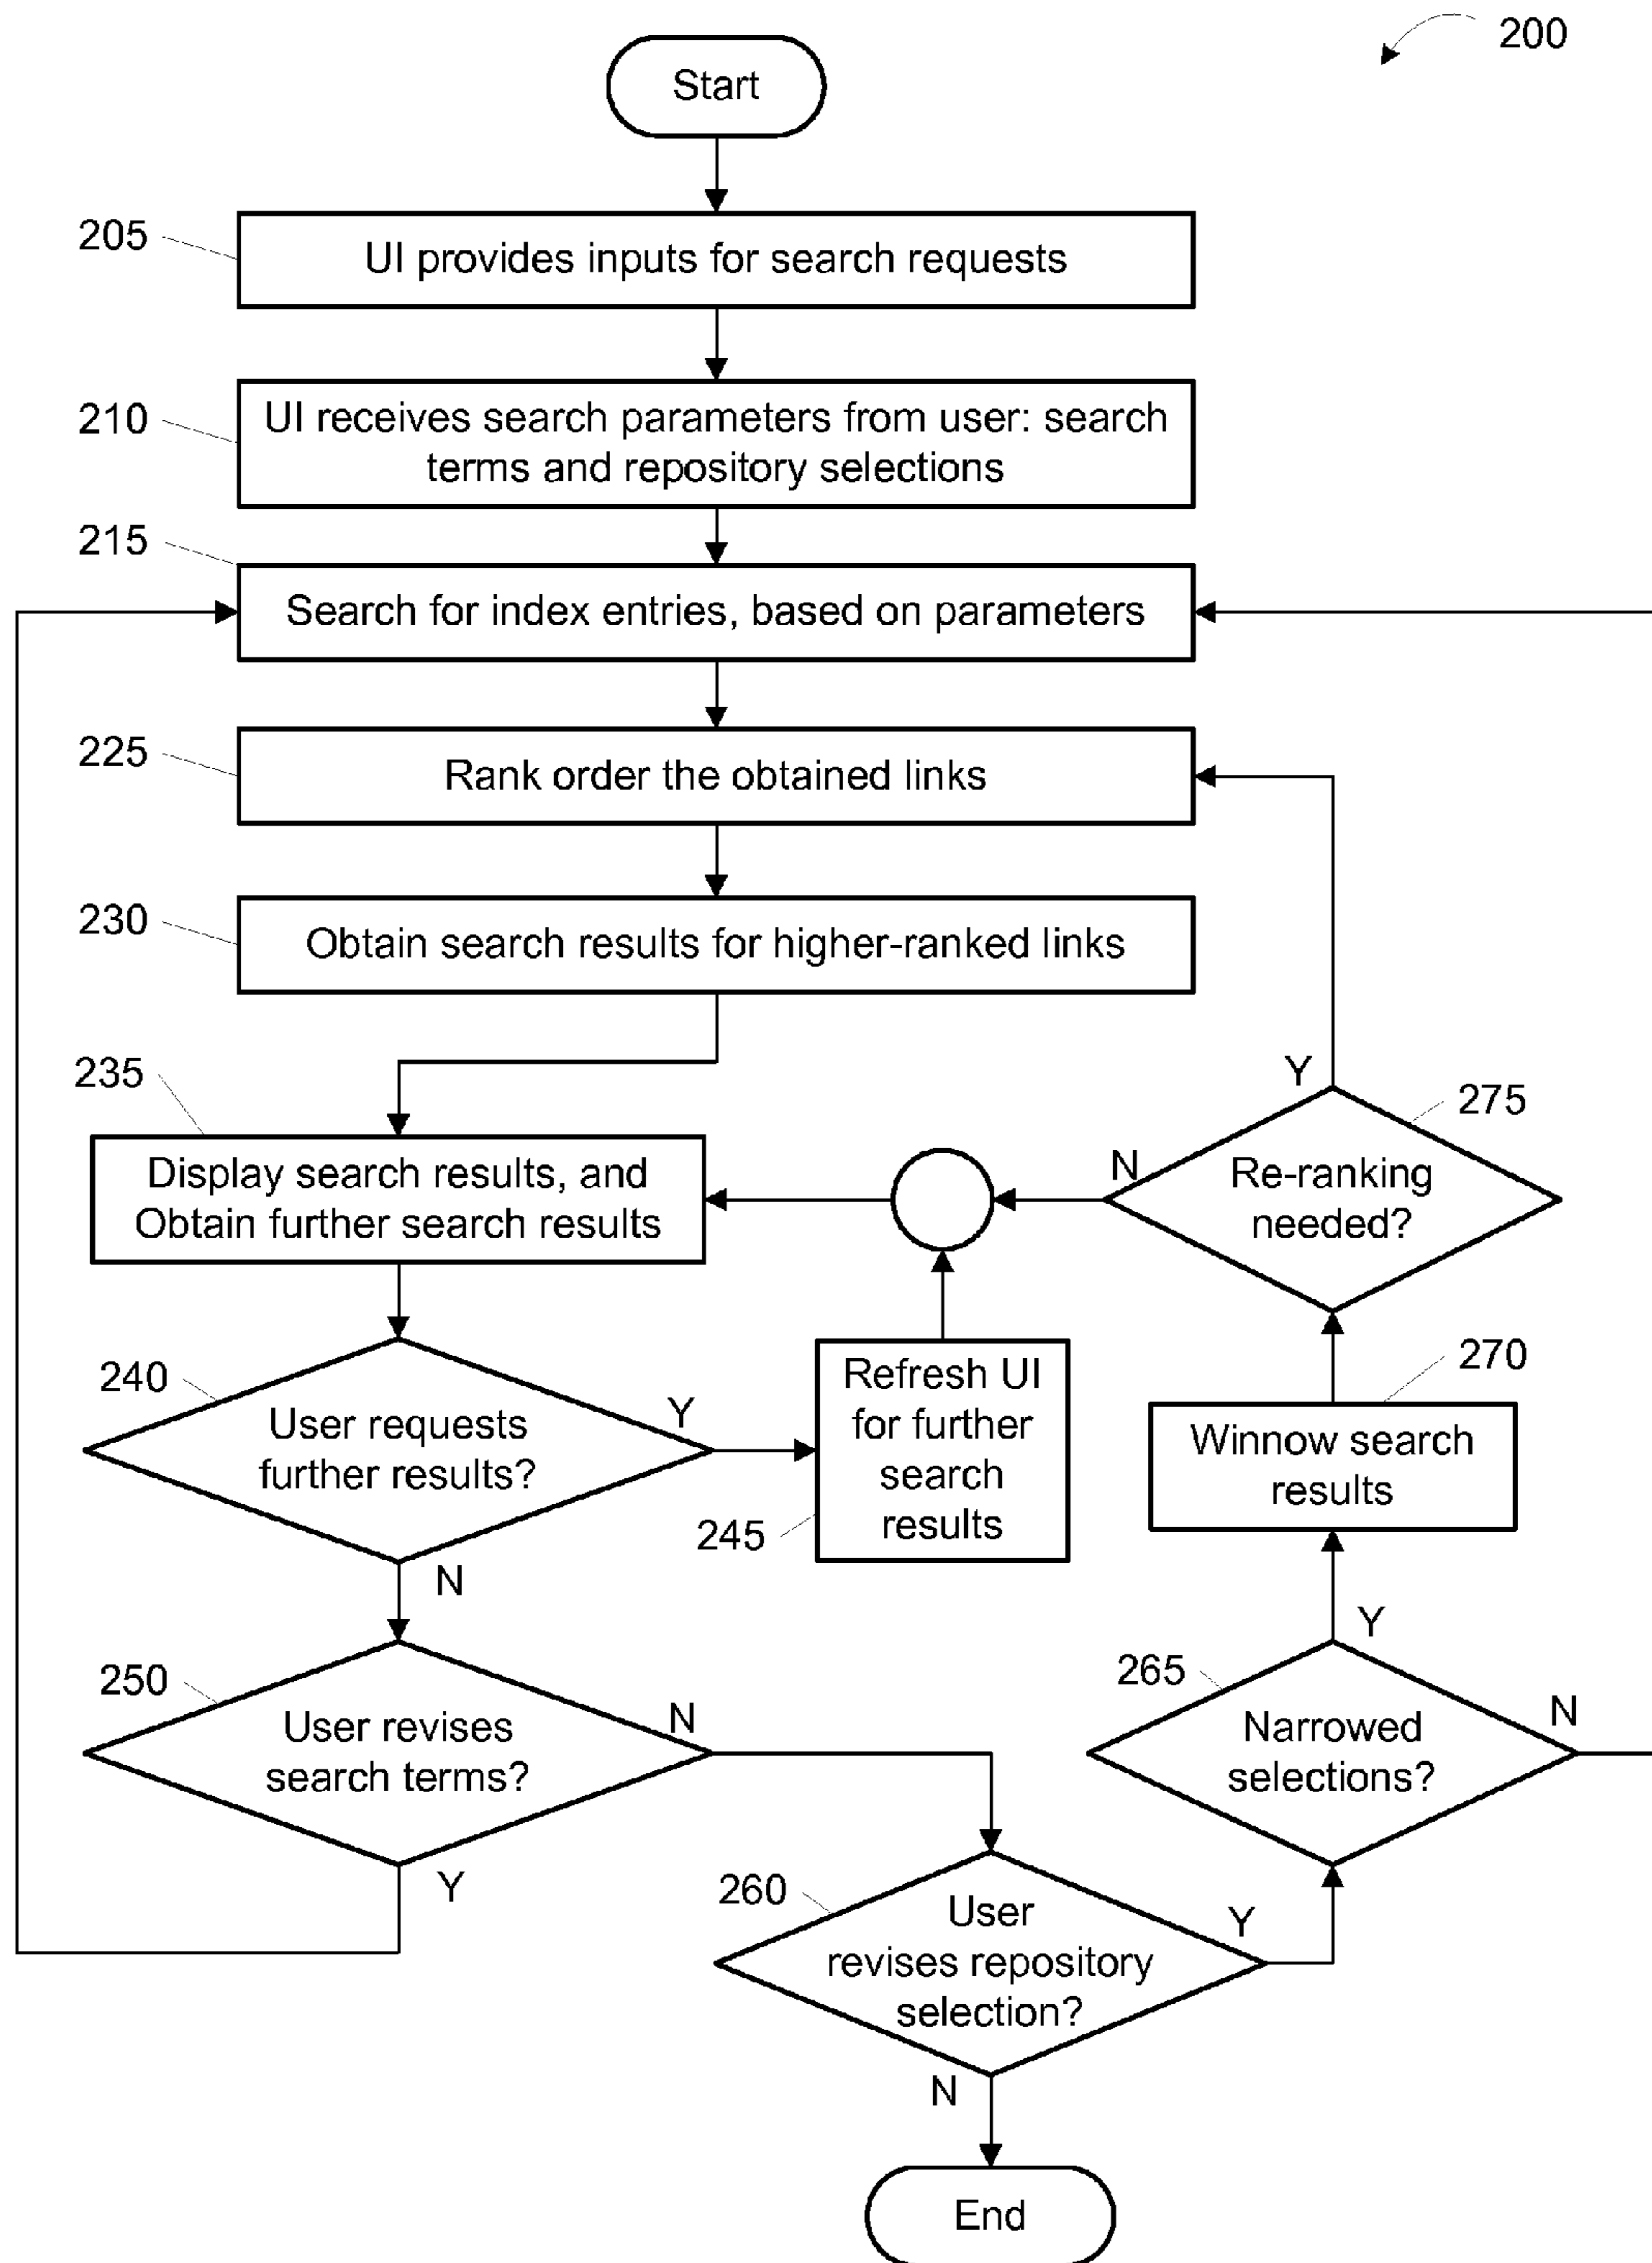 200
Start
205
UI provides inputs for search requests
210
UI receives search parameters from user: search
terms and repository selections
215
Search for index entries, based on parameters
225
Rank order the obtained links
230
Obtain search results for higher-ranked links
235
Display search results, and
Obtain further search results
N
Y
275
Re-ranking
needed?
240
User requests
further results?
Y
N
245
Refresh UI
for further
search
results
270
Winnow search
results
250
User revises
search terms?
N
Y
265
Narrowed
selections?
Y
N
260
User
revises repository
selection?
Y
N
End